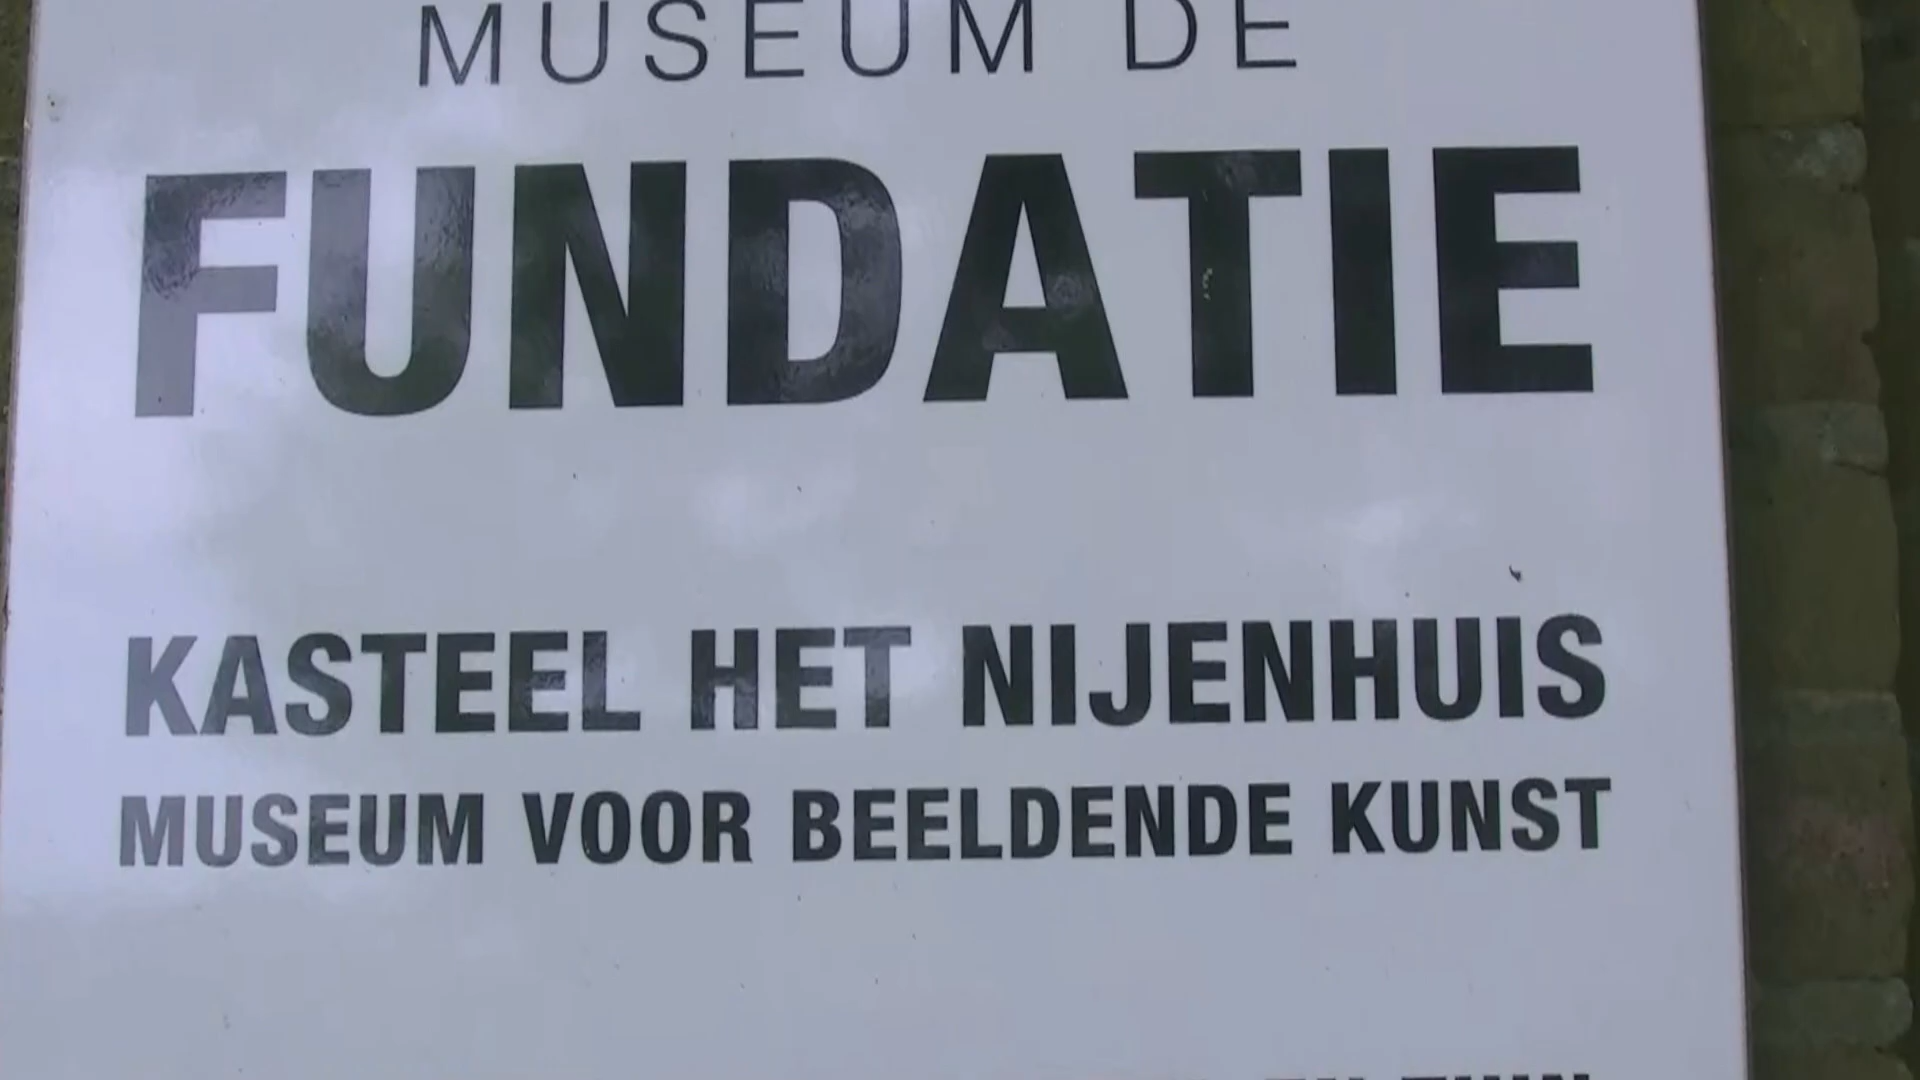 MUSEUM DE
FUNDATIE
KASTEEL HET NIJENHUIS
MUSEUM VOOR BEELDENDE KUNST